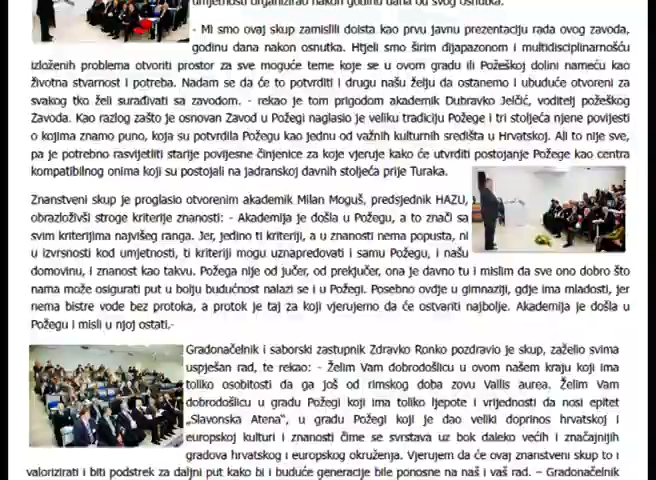 umjetnosti organizirao nakon godinu dana od svog osnutka.
- Mi smo ovaj skup zamislili doista kao prvu javnu prezentaciju rada ovog zavoda,
godinu dana nakon osnutka. Htjeli smo širim dijapazonom i multidisciplinarnošću
izloženih problema otvoriti prostor za sve moguće teme koje se u ovom gradu ili Požeškoj dolini nameću kao
životna stvarnost i potreba. Nadam se da će to potvrditi i drugu našu želju da ostanemo i ubuduće otvoreni za
svakog tko želi surađivati sa zavodom. - rekao je tom prigodom akademik Dubravko Jelčić, voditelj požeškog
Zavoda. Kao razlog zašto je osnovan Zavod u Požegi naglasio je veliku tradiciju Požege i tri stoljeća njene povijesti
o kojima znamo puno, koja su potvrdila Požegu kao jednu od važnih kulturnih središta u Hrvatskoj. Ali to nije sve,
pa je potrebno rasvijetliti starije povijesne činjenice za koje vjeruje kako će utvrditi postojanje Požege kao centra
kompatibilnog onima koji su postojali na jadranskoj davnih stoljeća prije Turaka.
Znanstveni skup je proglasio otvorenim akademik Milan Moguš, predsjednik HAZU,
obrazloživši stroge kriterije znanosti: - Akademija je došla u Požegu, a to znači sa
svim kriterijima najvišeg ranga. Jer, jedino ti kriteriji, a u znanosti nema popusta, ni
u izvrsnosti kod umjetnosti, ti kriteriji mogu uznapredovati i samu Požegu, i našu
domovinu, i znanost kao takvu. Požega nije od jučer, od prekjučer, ona je davno tu i mislim da sve ono dobro što
nama može osigurati put u bolju budućnost nalazi se i u Požegi. Posebno ovdje u gimnaziji, gdje ima mladosti, jer
nema bistre vode bez protoka, a protok je taj za koji vjerujemo da će ostvariti najbolje. Akademija je došla u
Požegu i misli u njoj ostati.-
Gradonačelnik i saborski zastupnik Zdravko Ronko pozdravio je skup, zaželio svima
uspješan rad, te rekao: - Želim Vam dobrodošlicu u ovom našem kraju koji ima
toliko osobitosti da ga još od rimskog doba zovu Vallis aurea. Želim Vam
dobrodošlicu u gradu Požegi koji ima toliko ljepote i vrijednosti da nosi epitet
„Slavonska Atena“, u gradu Požegi koji je dao veliki doprinos hrvatskoj i
europskoj kulturi i znanosti čime se svrstava uz bok daleko većih i značajnijih
gradova hrvatskog i europskog okruženja. Vjerujem da će ovaj znanstveni skup to i
valorizirati i biti podstrek za daljni put kako bi i buduće generacije bile ponosne na naš i vaš rad. – Gradonačelnik